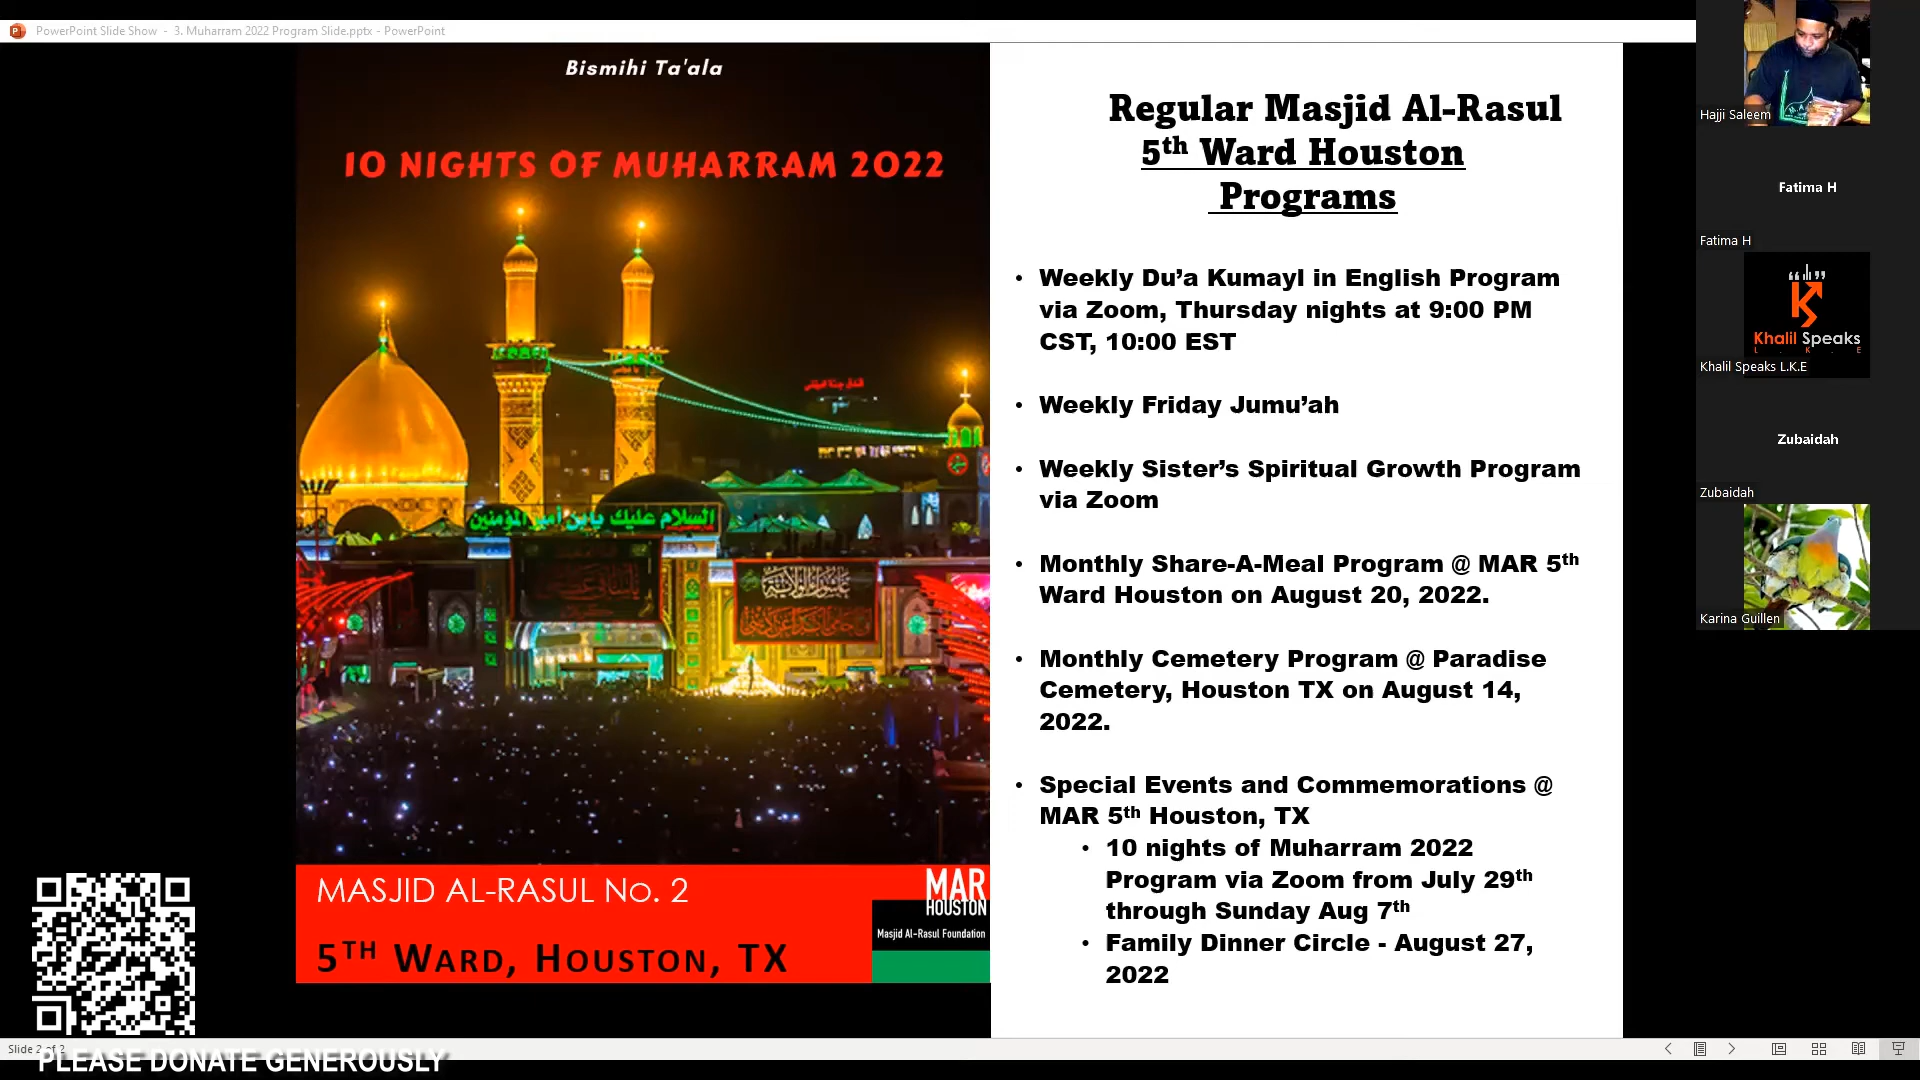 PowerPoint Slide Show - 3. Muharram 2022 Program Slide.pptx - PowerPoint
Bismihi Ta'ala
10 NIGHTS OF MUHARRAM 2022
السلام عليك يابن أمير المؤمنين
MASJID AL-RASUL No. 2
5TH WARD, HOUSTON, TX
MAR
HOUSTON
Masjid Al-Rasul Foundation
Regular Masjid Al-Rasul
5th Ward Houston
Programs
• Weekly Du’a Kumayl in English Program
via Zoom, Thursday nights at 9:00 PM
CST, 10:00 EST
• Weekly Friday Jumu’ah
• Weekly Sister’s Spiritual Growth Program
via Zoom
• Monthly Share-A-Meal Program @ MAR 5th
Ward Houston on August 20, 2022.
• Monthly Cemetery Program @ Paradise
Cemetery, Houston TX on August 14,
2022.
• Special Events and Commemorations @
MAR 5th Houston, TX
• 10 nights of Muharram 2022
Program via Zoom from July 29th
through Sunday Aug 7th
• Family Dinner Circle - August 27,
2022
Hajji Saleem
Fatima H
Fatima H
Khalil Speaks
L . K . E
Khalil Speaks L.K.E
Zubaidah
Zubaidah
Karina Guillen
Slide 2 of 2
PLEASE DONATE GENEROUSLY